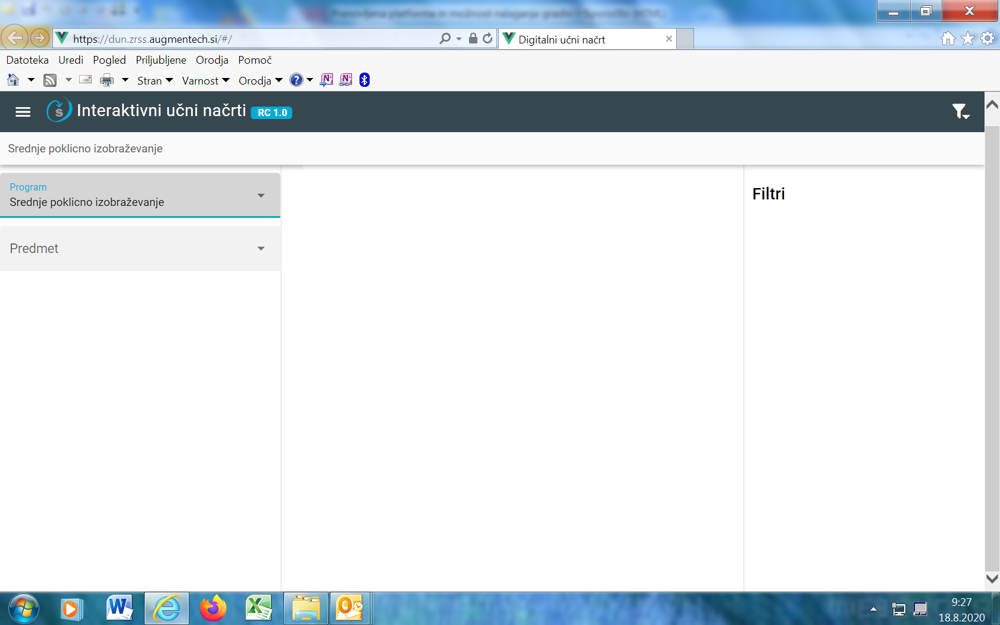 https://dun.zrss.augmentech.si/#/
Digitalni učni načrt
Datoteka Uredi Pogled Priljubljene Orodja Pomoč
Stran Varnost Orodja
Interaktivni učni načrti RC 1.0
Srednje poklicno izobraževanje
Program
Srednje poklicno izobraževanje
Predmet
Filtri
9:27
18.8.2020